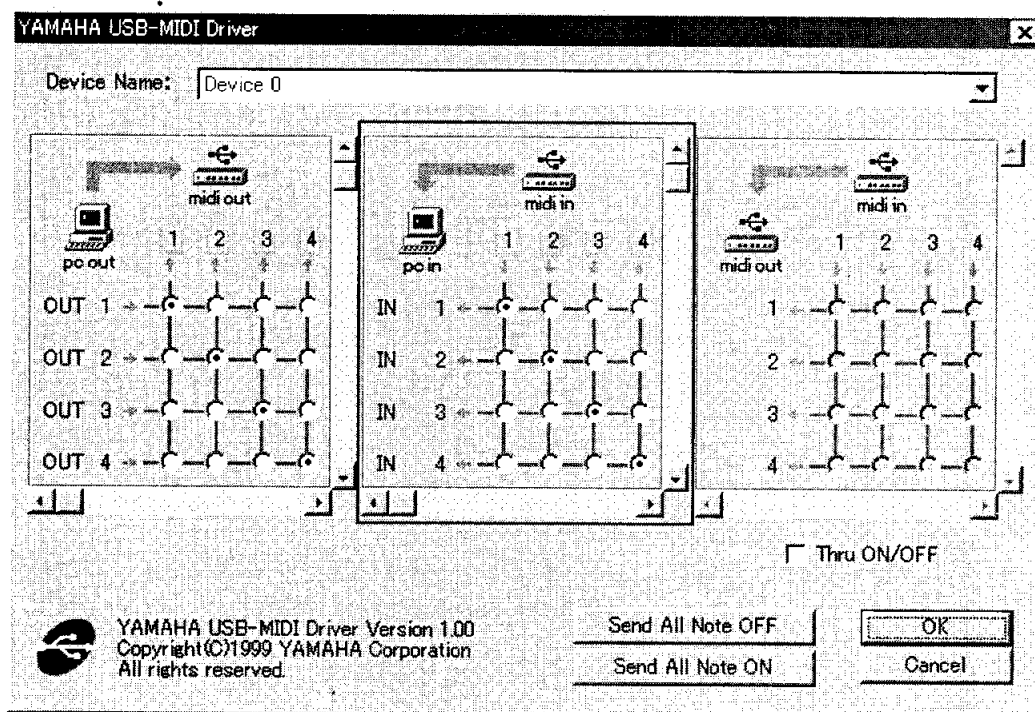 YAMAHA USB-MIDI Driver
Device Name: Device 0
midi out
pc out
1 2 3 4
OUT 1
OUT 2
OUT 3
OUT 4
midi in
pc in
1 2 3 4
IN 1
IN 2
IN 3
IN 4
midi in
midi out
1 2 3 4
1
2
3
4
Thru ON/OFF
YAMAHA USB-MIDI Driver Version 1.00
Copyright(C)1999 YAMAHA Corporation
All rights reserved.
Send All Note OFF
Send All Note ON
OK
Cancel